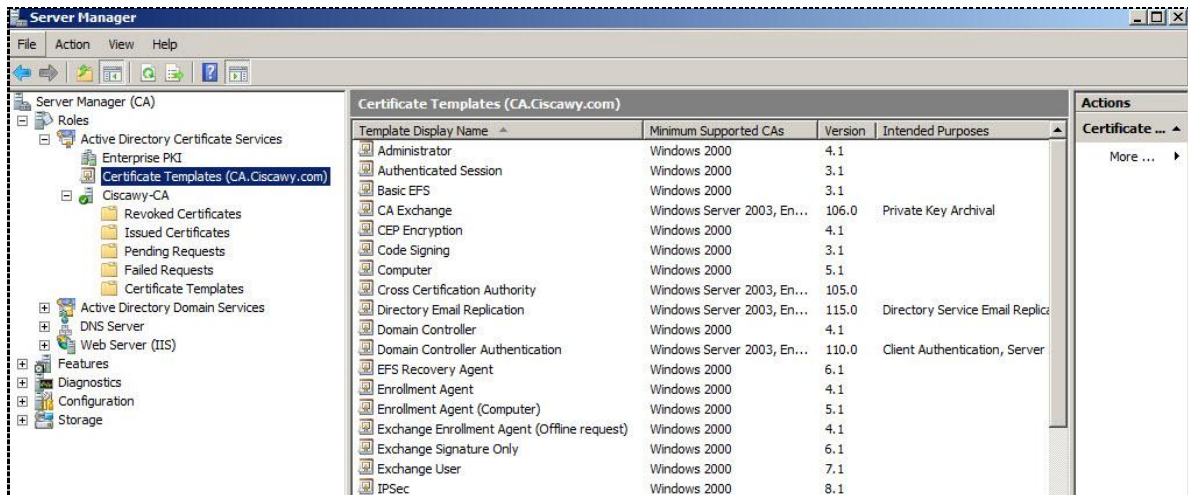 Server Manager
File Action View Help
Server Manager (CA)
Roles
Active Directory Certificate Services
Enterprise PKI
Certificate Templates (CA.Ciscawy.com)
Ciscawy-CA
Revoked Certificates
Issued Certificates
Pending Requests
Failed Requests
Certificate Templates
Active Directory Domain Services
DNS Server
Web Server (IIS)
Features
Diagnostics
Configuration
Storage
Certificate Templates (CA.Ciscawy.com)
Template Display Name Minimum Supported CAs Version Intended Purposes
Administrator Windows 2000 4.1
Authenticated Session Windows 2000 3.1
Basic EFS Windows 2000 3.1
CA Exchange Windows Server 2003, En... 106.0 Private Key Archival
CEP Encryption Windows 2000 4.1
Code Signing Windows 2000 3.1
Computer Windows 2000 5.1
Cross Certification Authority Windows Server 2003, En... 105.0
Directory Email Replication Windows Server 2003, En... 115.0 Directory Service Email Replica
Domain Controller Windows 2000 4.1
Domain Controller Authentication Windows Server 2003, En... 110.0 Client Authentication, Server
EFS Recovery Agent Windows 2000 6.1
Enrollment Agent Windows 2000 4.1
Enrollment Agent (Computer) Windows 2000 5.1
Exchange Enrollment Agent (Offline request) Windows 2000 4.1
Exchange Signature Only Windows 2000 6.1
Exchange User Windows 2000 7.1
IPSec Windows 2000 8.1
Actions
Certificate ...
More ...